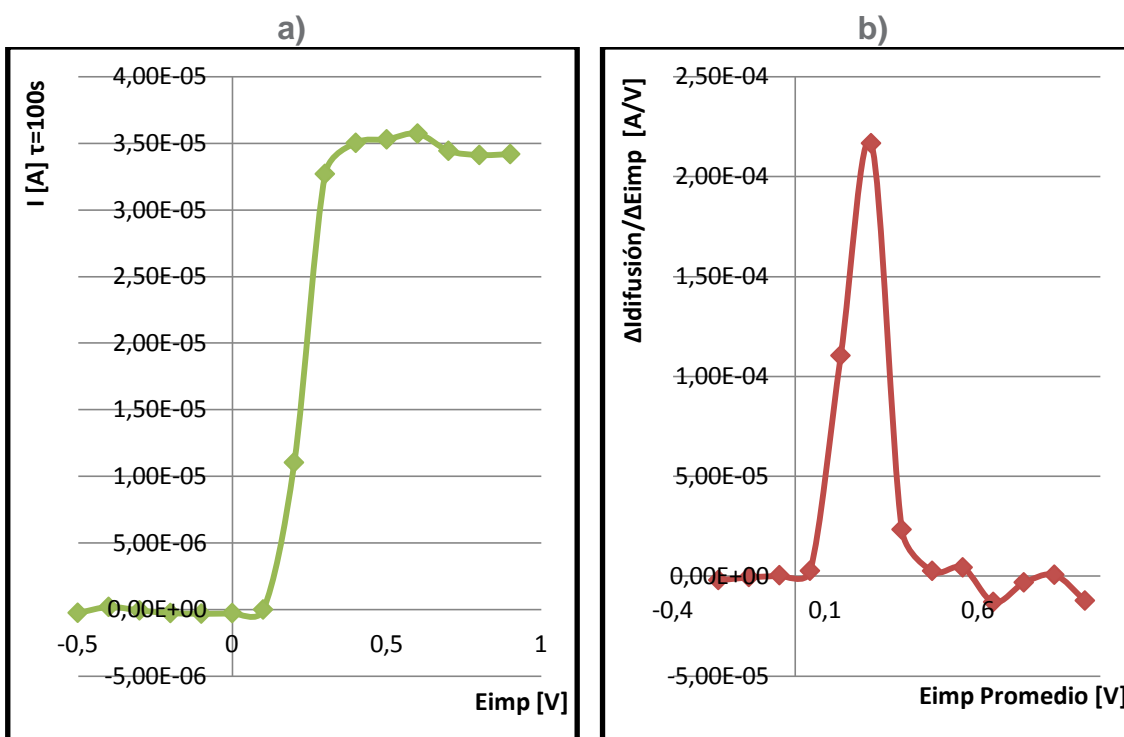 a)
4,00E-05
3,50E-05
3,00E-05
2,50E-05
2,00E-05
1,50E-05
1,00E-05
5,00E-06
0,00E+00
-5,00E-06
-0,5
0
0,5
1
I [A] τ=100s
Eimp [V]
b)
2,50E-04
2,00E-04
1,50E-04
1,00E-04
5,00E-05
0,00E+00
-5,00E-05
-0,4
0,1
0,6
ΔIdifusión/ΔEimp [A/V]
Eimp Promedio [V]